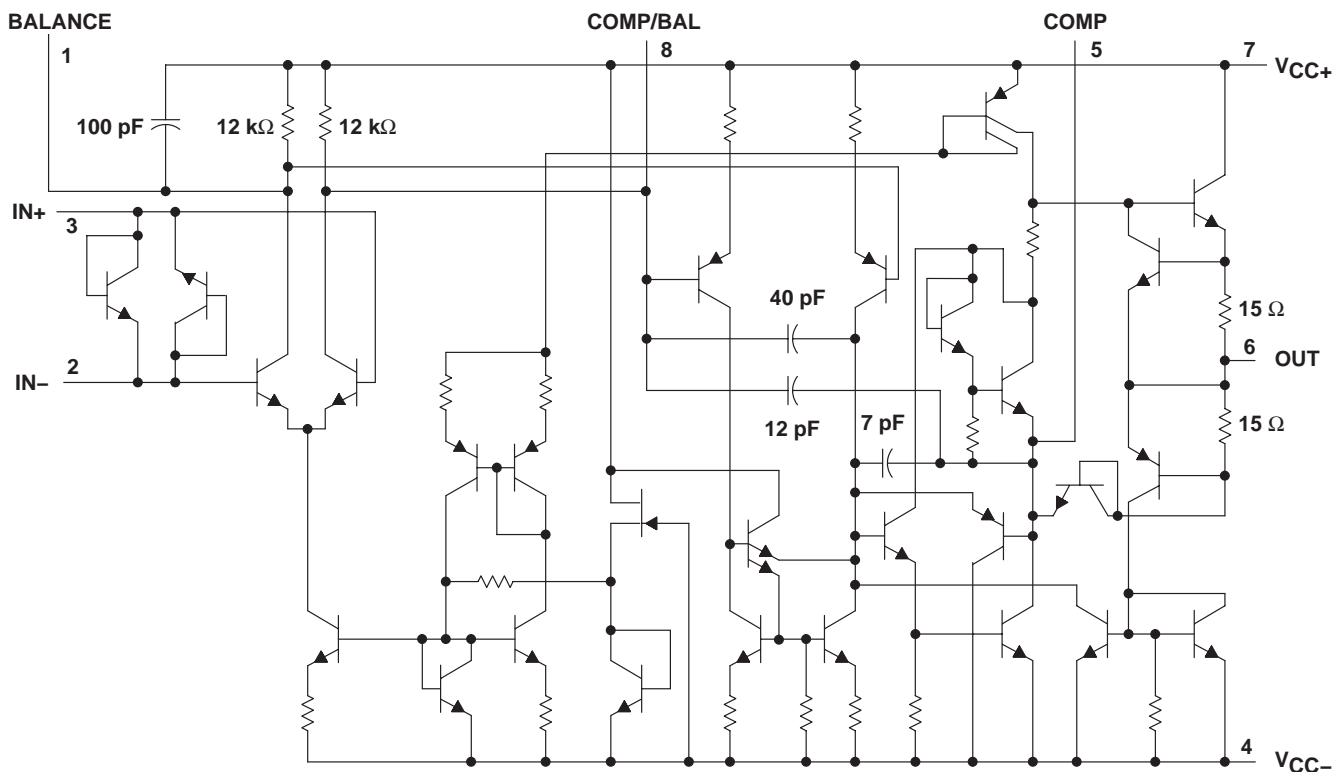 BALANCE
COMP/BAL
COMP
1
8
5
7
VCC+
100 pF
12 kΩ
12 kΩ
IN+
3
40 pF
15 Ω
2
IN−
6
OUT
12 pF
7 pF
15 Ω
4
VCC−